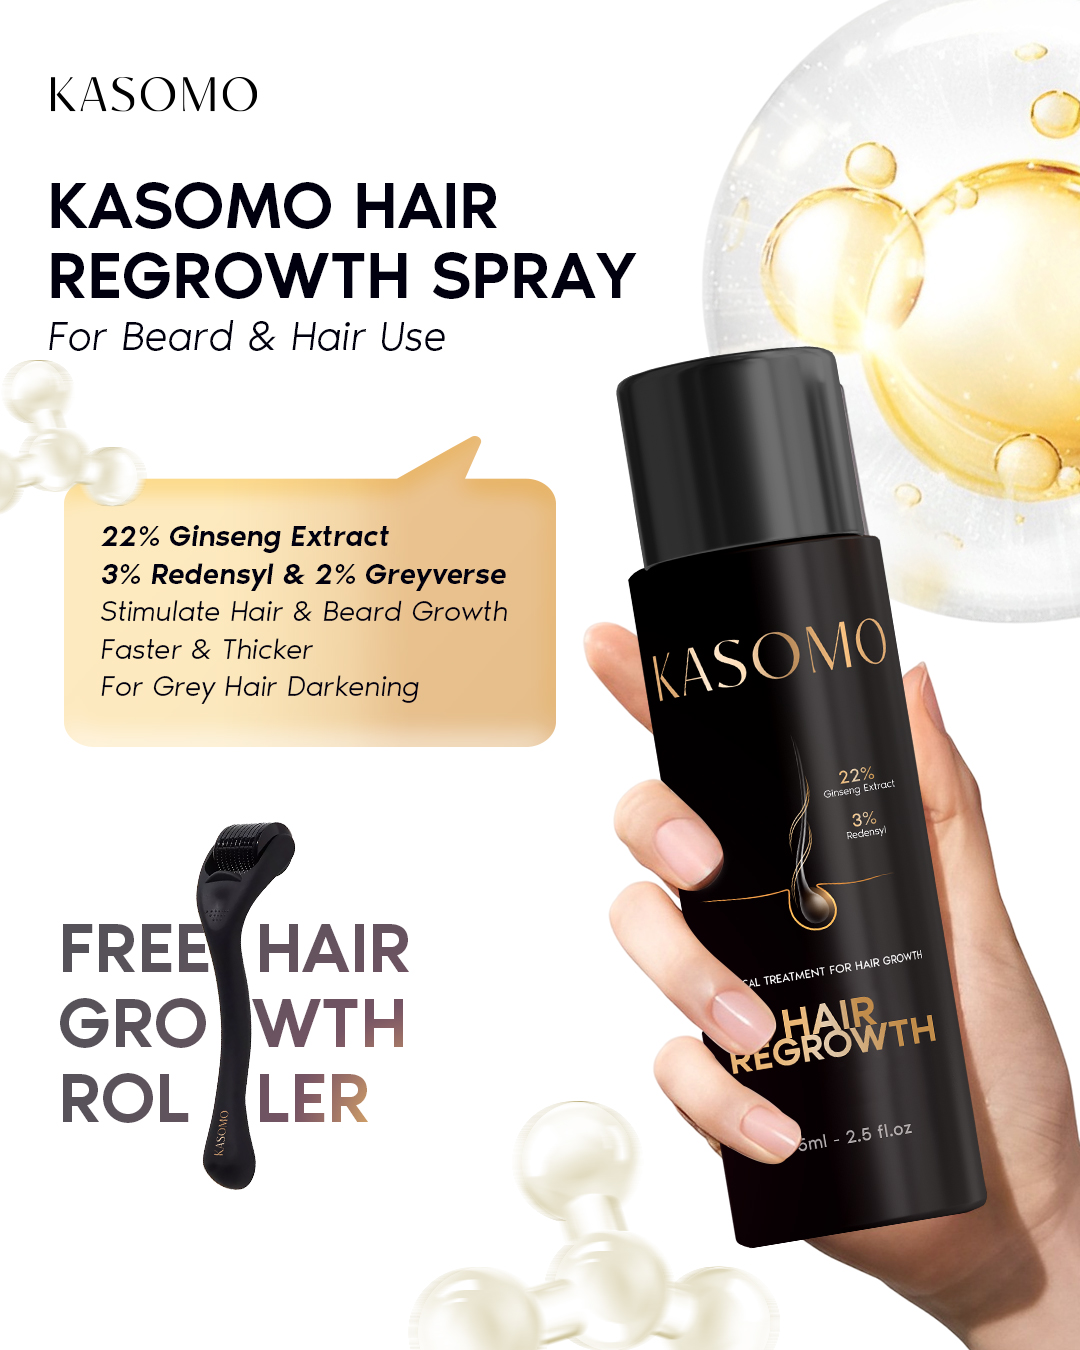 KASOMO
KASOMO HAIR
REGROWTH SPRAY
For Beard & Hair Use
22% Ginseng Extract
3% Redensyl & 2% Greyverse
Stimulate Hair & Beard Growth
Faster & Thicker
For Grey Hair Darkening
FREE HAIR
GROWTH
ROLLER
KASOMO
KASOMO
22%
Ginseng Extract
3%
Redensyl
TREATMENT FOR HAIR GROWTH
HAIR
REGROWTH
5ml - 2.5 fl.oz